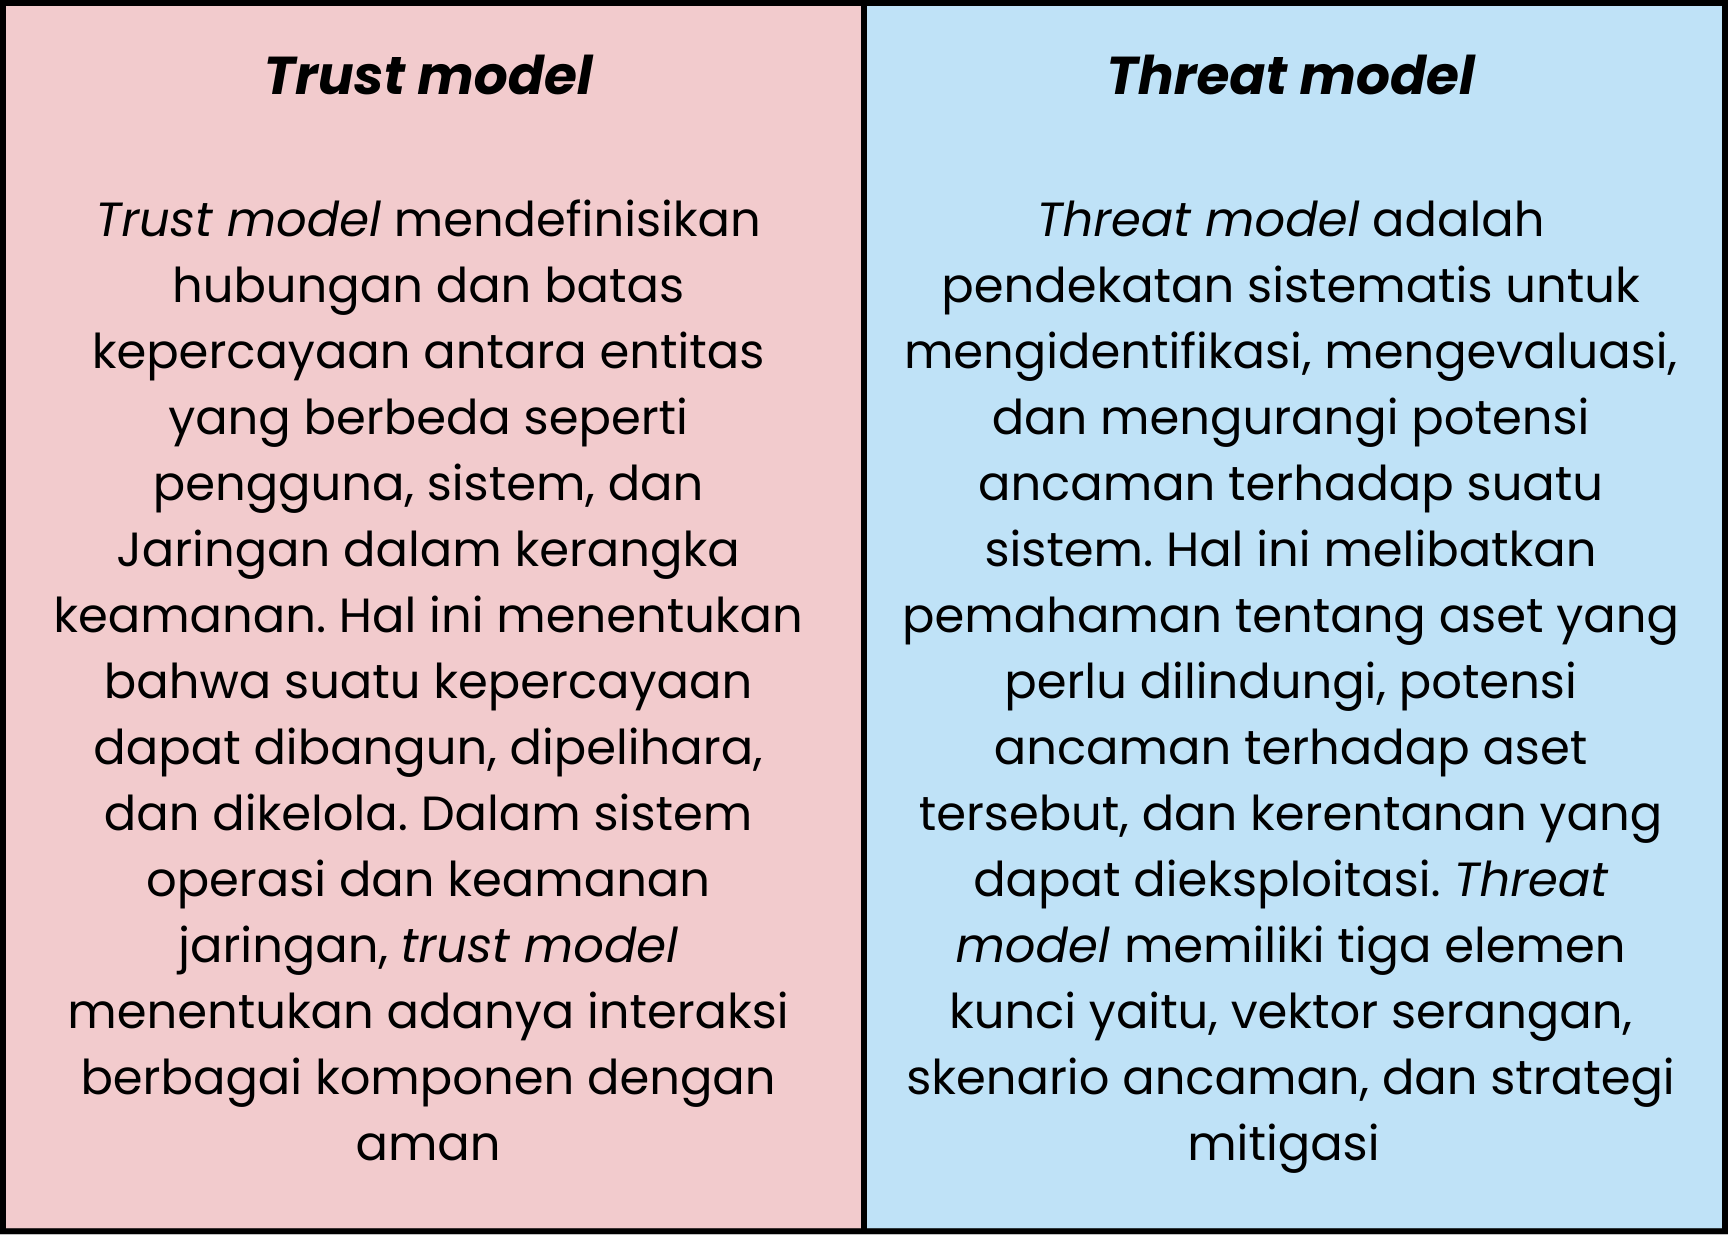 Trust model
Trust model mendefinisikan
hubungan dan batas
kepercayaan antara entitas
yang berbeda seperti
pengguna, sistem, dan
Jaringan dalam kerangka
keamanan. Hal ini menentukan
bahwa suatu kepercayaan
dapat dibangun, dipelihara,
dan dikelola. Dalam sistem
operasi dan keamanan
jaringan, trust model
menentukan adanya interaksi
berbagai komponen dengan
aman
Threat model
Threat model adalah
pendekatan sistematis untuk
mengidentifikasi, mengevaluasi,
dan mengurangi potensi
ancaman terhadap suatu
sistem. Hal ini melibatkan
pemahaman tentang aset yang
perlu dilindungi, potensi
ancaman terhadap aset
tersebut, dan kerentanan yang
dapat dieksploitasi. Threat
model memiliki tiga elemen
kunci yaitu, vektor serangan,
skenario ancaman, dan strategi
mitigasi